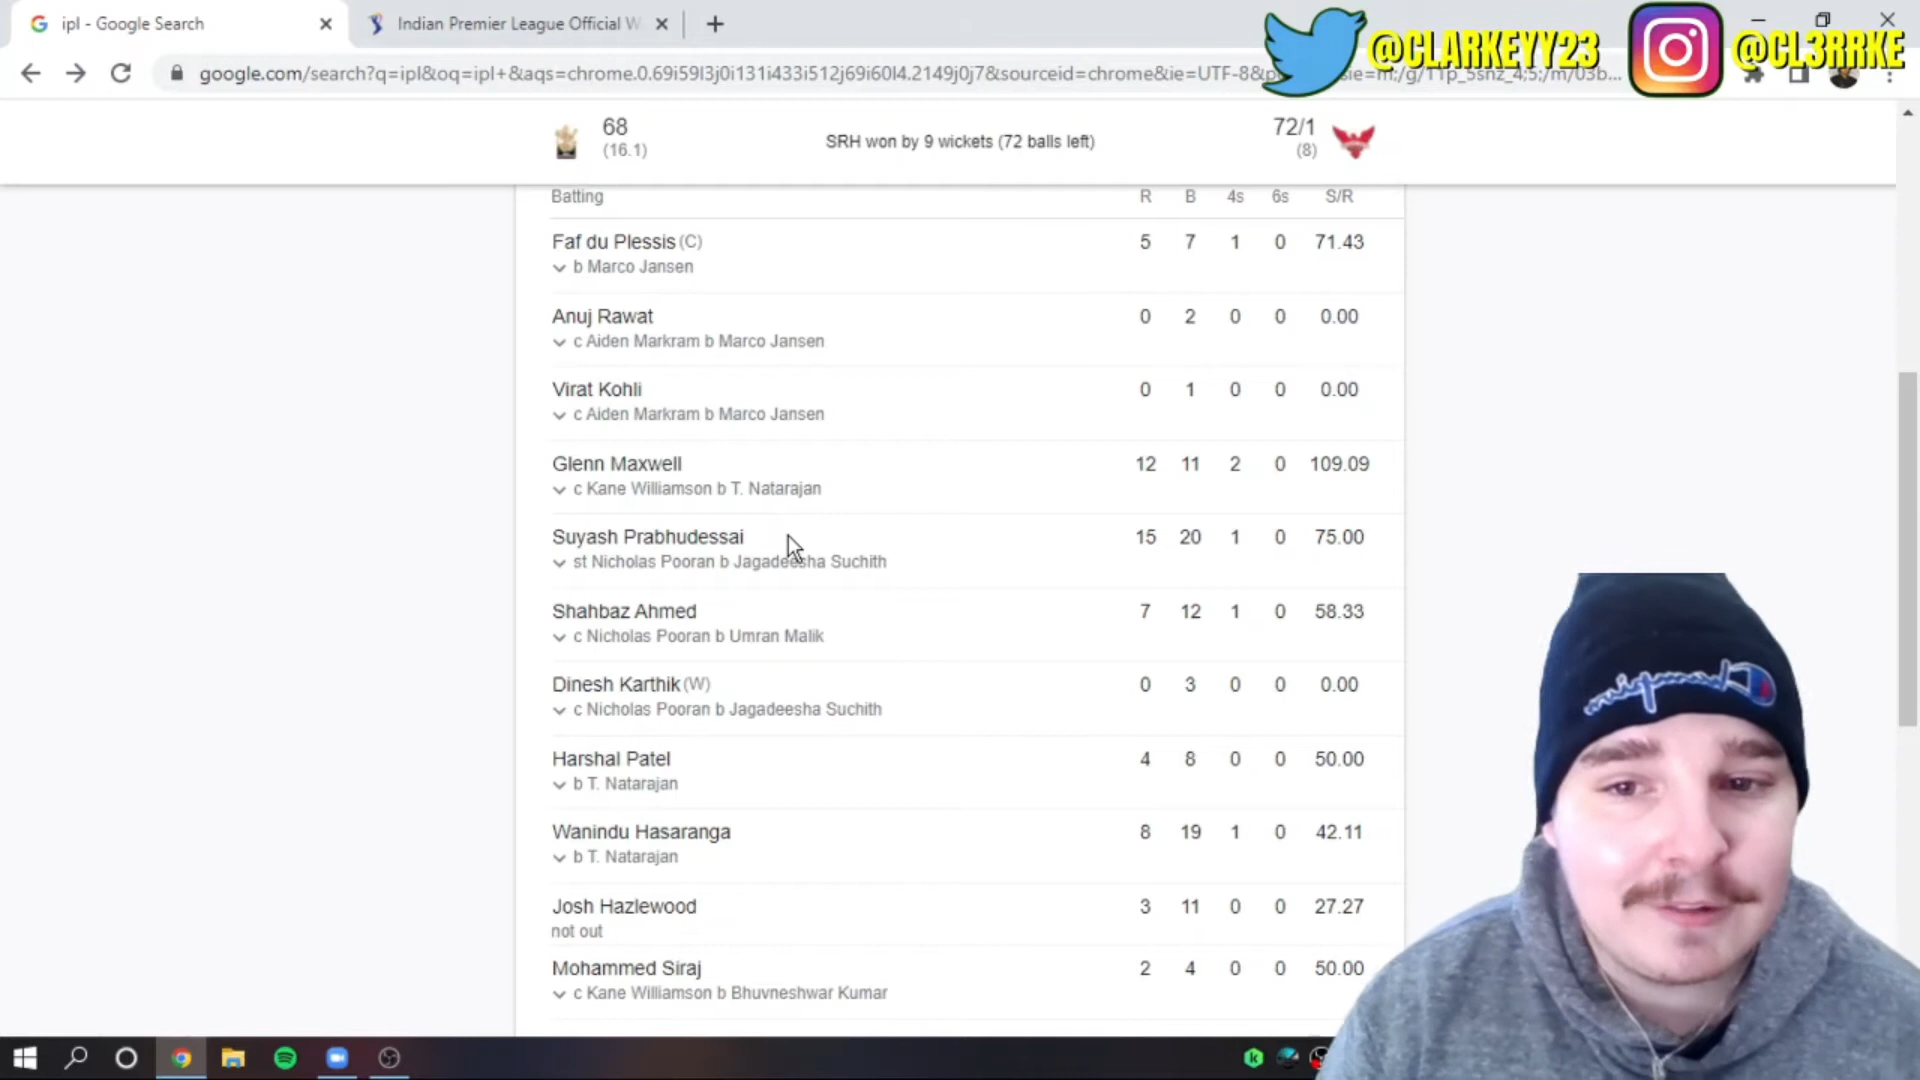 ipl - Google Search
Indian Premier League Official W
@CLARKEYY23
@CL3RRKE
google.com/search?q=ipl&oq=ipl+&aqs=chrome.0.69i59l3j0i131i433i512j69i60l4.2149j0j7&sourceid=chrome&ie=UTF-8&
68
(16.1)
SRH won by 9 wickets (72 balls left)
72/1
(8)
Batting R B 4s 6s S/R
Faf du Plessis (C) 5 7 1 0 71.43
b Marco Jansen
Anuj Rawat 0 2 0 0 0.00
c Aiden Markram b Marco Jansen
Virat Kohli 0 1 0 0 0.00
c Aiden Markram b Marco Jansen
Glenn Maxwell 12 11 2 0 109.09
c Kane Williamson b T. Natarajan
Suyash Prabhudessai 15 20 1 0 75.00
st Nicholas Pooran b Jagadeesha Suchith
Shahbaz Ahmed 7 12 1 0 58.33
c Nicholas Pooran b Umran Malik
Dinesh Karthik (W) 0 3 0 0 0.00
c Nicholas Pooran b Jagadeesha Suchith
Harshal Patel 4 8 0 0 50.00
b T. Natarajan
Wanindu Hasaranga 8 19 1 0 42.11
b T. Natarajan
Josh Hazlewood 3 11 0 0 27.27
not out
Mohammed Siraj 2 4 0 0 50.00
c Kane Williamson b Bhuvneshwar Kumar
Champion